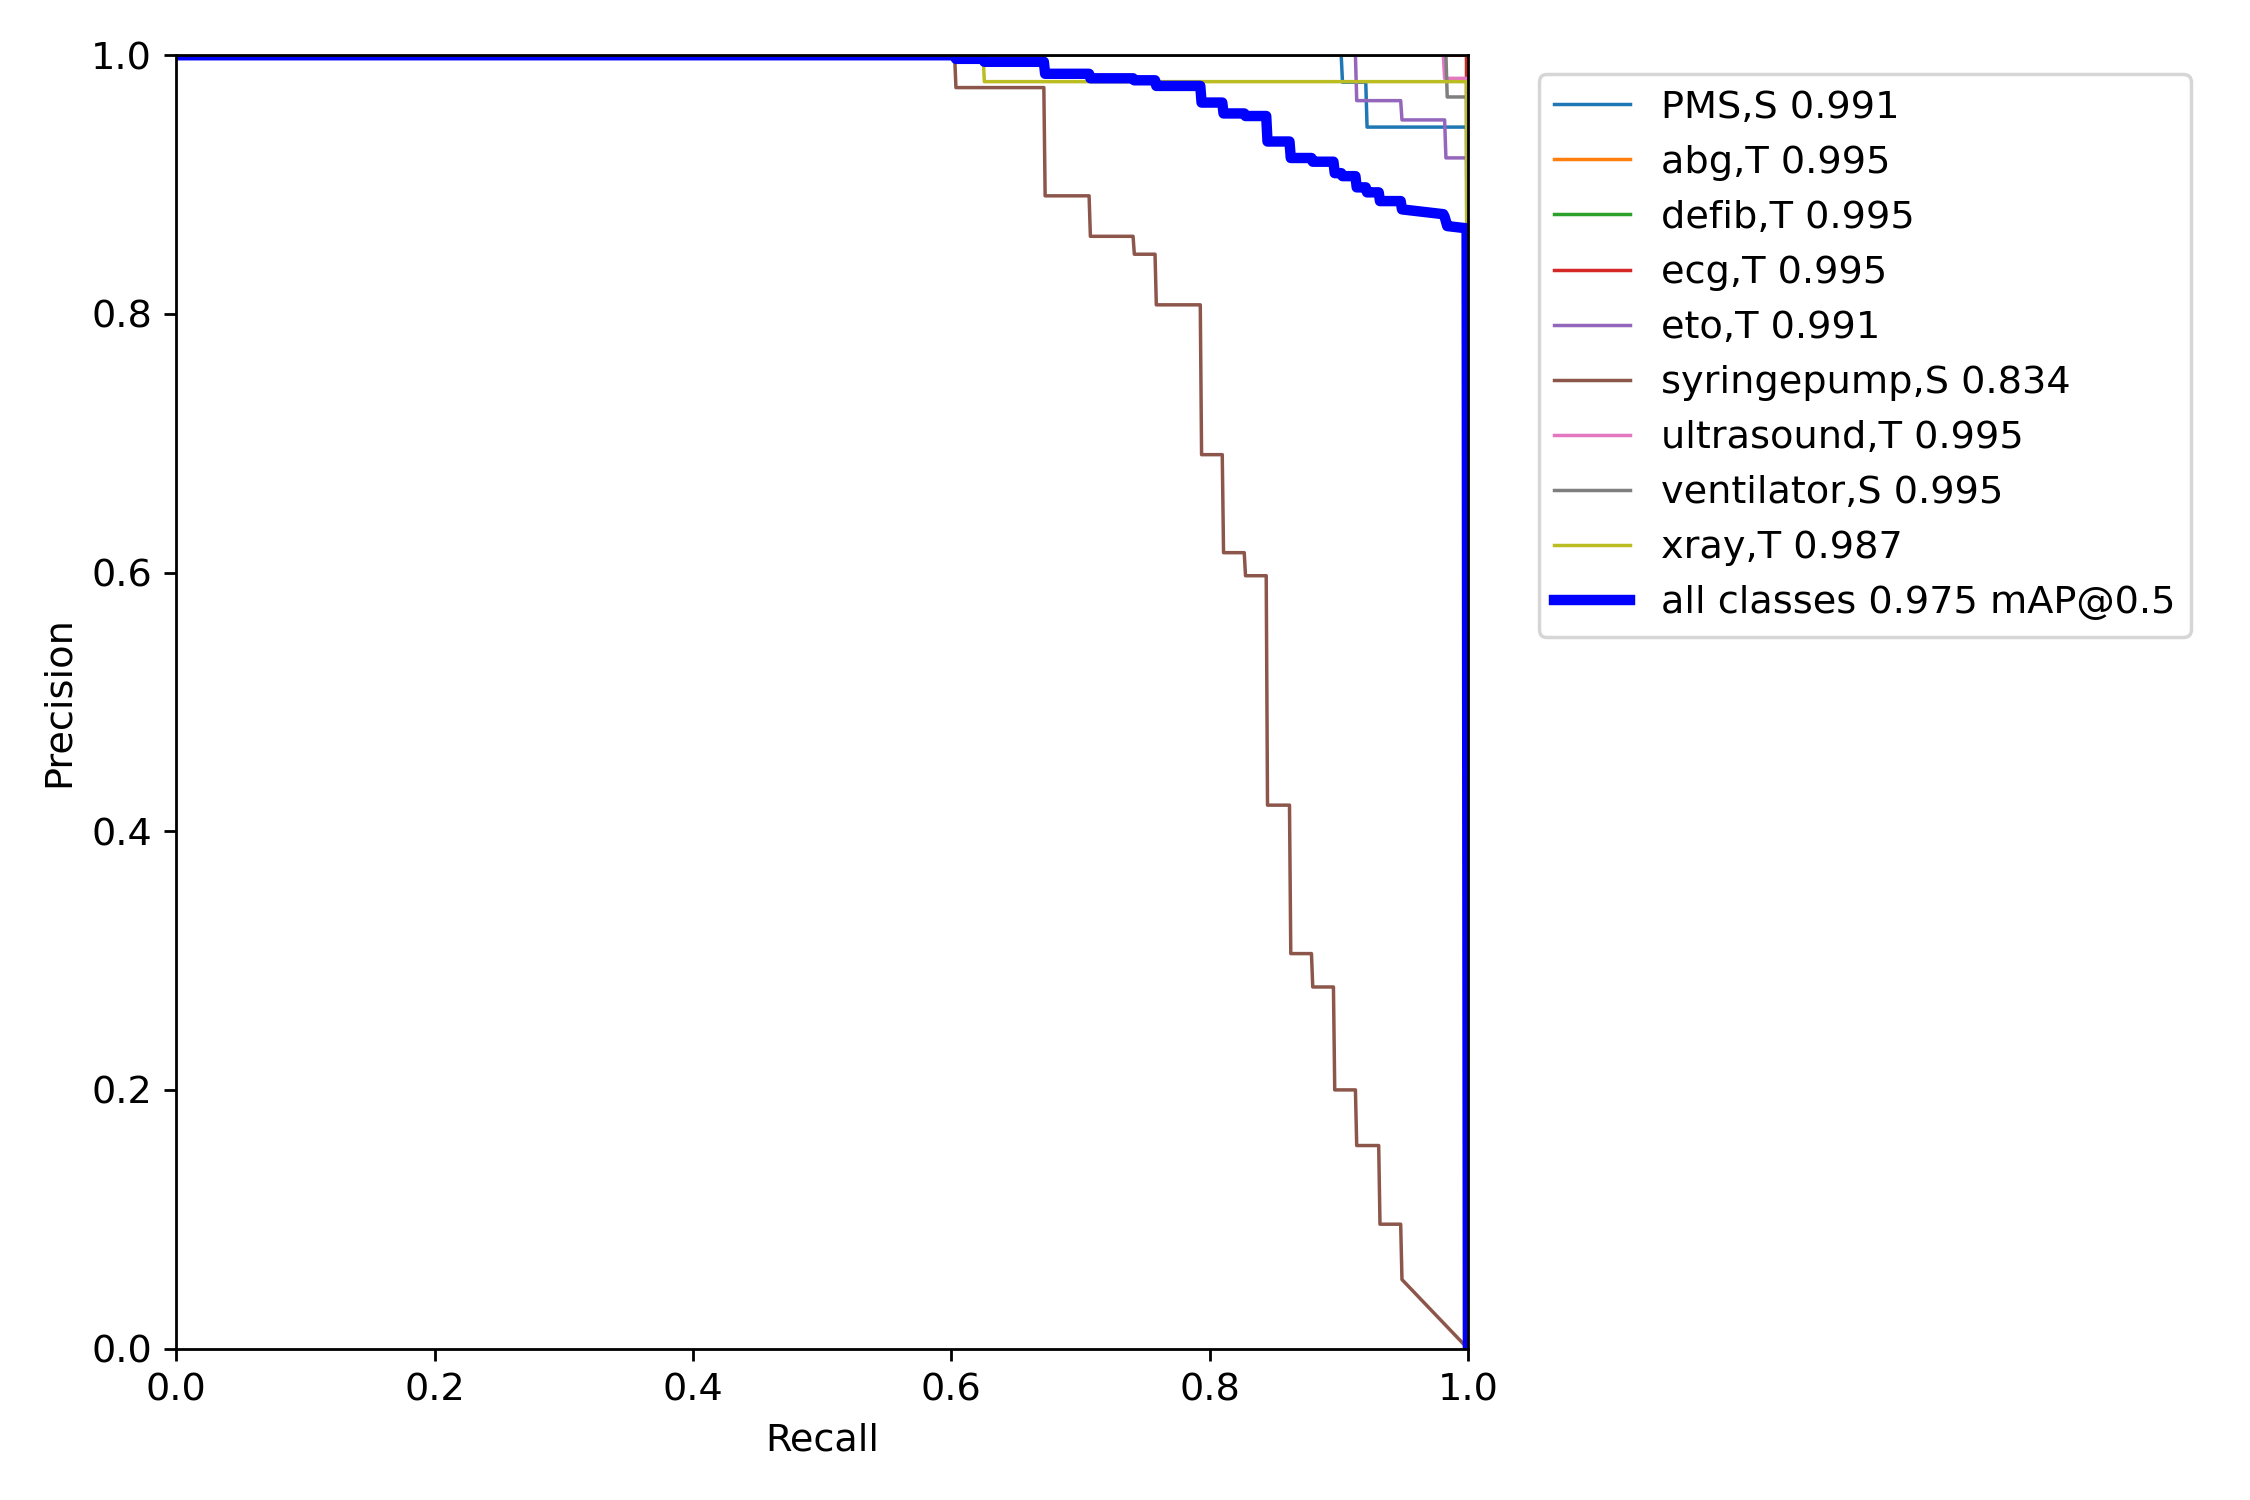 1.0
0.8
0.6
0.4
0.2
0.0
Precision
0.0 0.2 0.4 0.6 0.8 1.0
Recall
PMS,S 0.991
abg,T 0.995
defib,T 0.995
ecg,T 0.995
eto,T 0.991
syringepump,S 0.834
ultrasound,T 0.995
ventilator,S 0.995
xray,T 0.987
all classes 0.975 mAP@0.5